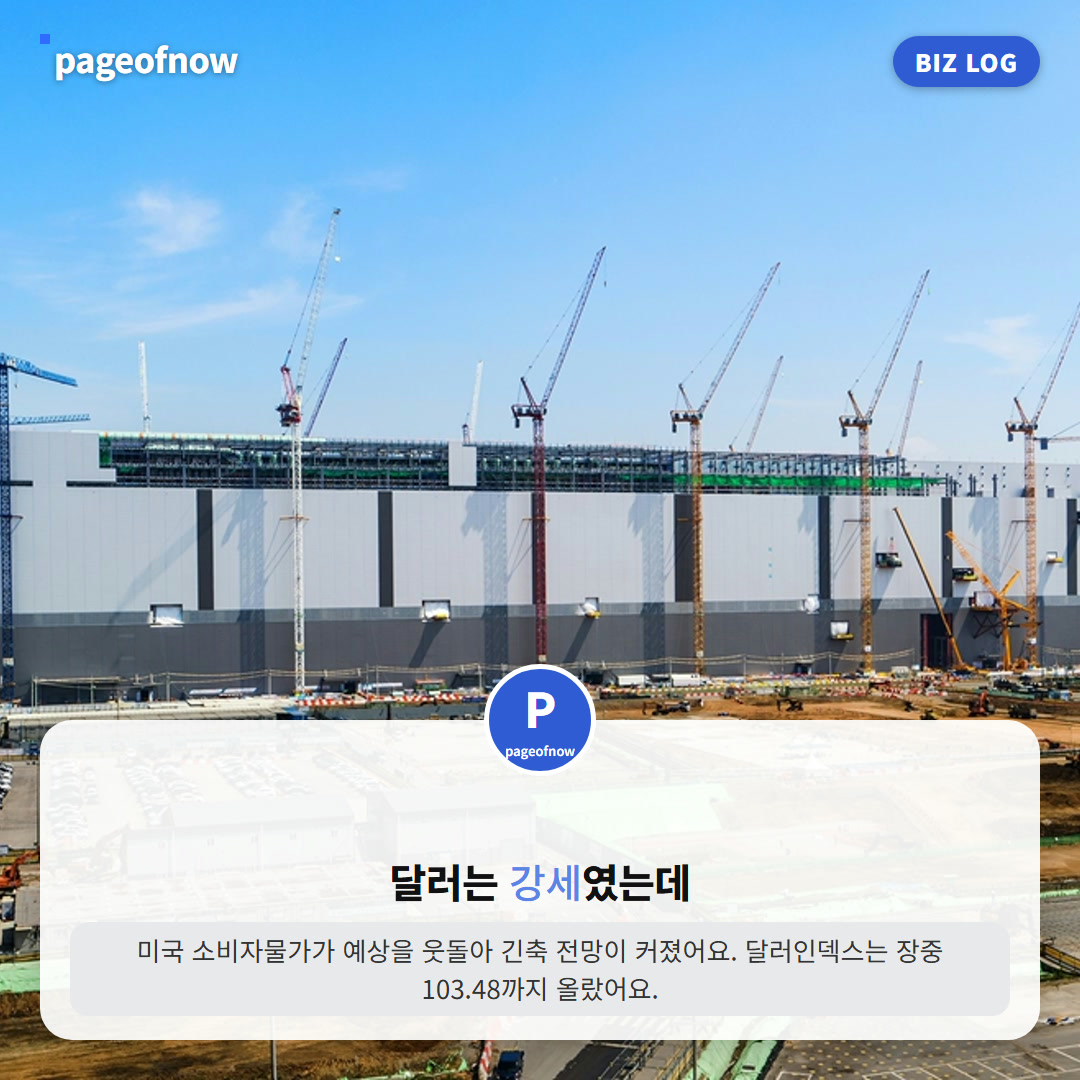 pageofnow
BIZ LOG
P
pageofnow
달러는 강세였는데
미국 소비자물가가 예상을 웃돌아 긴축 전망이 커졌어요. 달러인덱스는 장중
103.48까지 올랐어요.